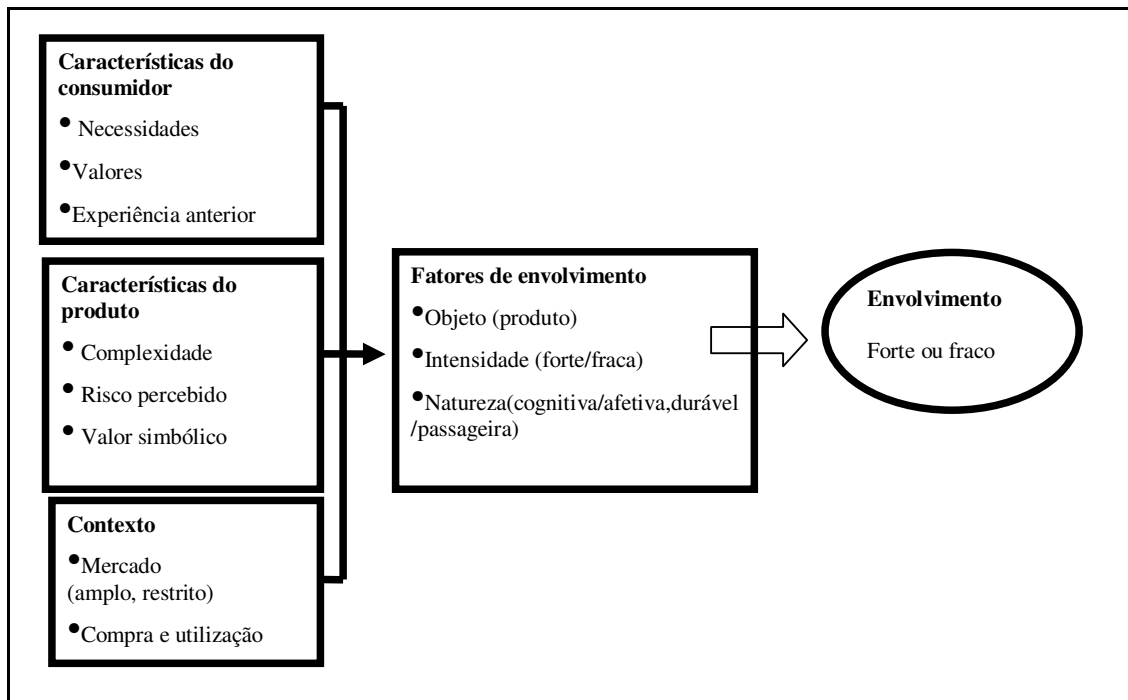 Características do
consumidor
• Necessidades
•Valores
•Experiência anterior
Características do
produto
• Complexidade
• Risco percebido
• Valor simbólico
Contexto
•Mercado
(amplo, restrito)
•Compra e utilização
Fatores de envolvimento
•Objeto (produto)
•Intensidade (forte/fraca)
•Natureza(cognitiva/afetiva,durável
/passageira)
Envolvimento
Forte ou fraco